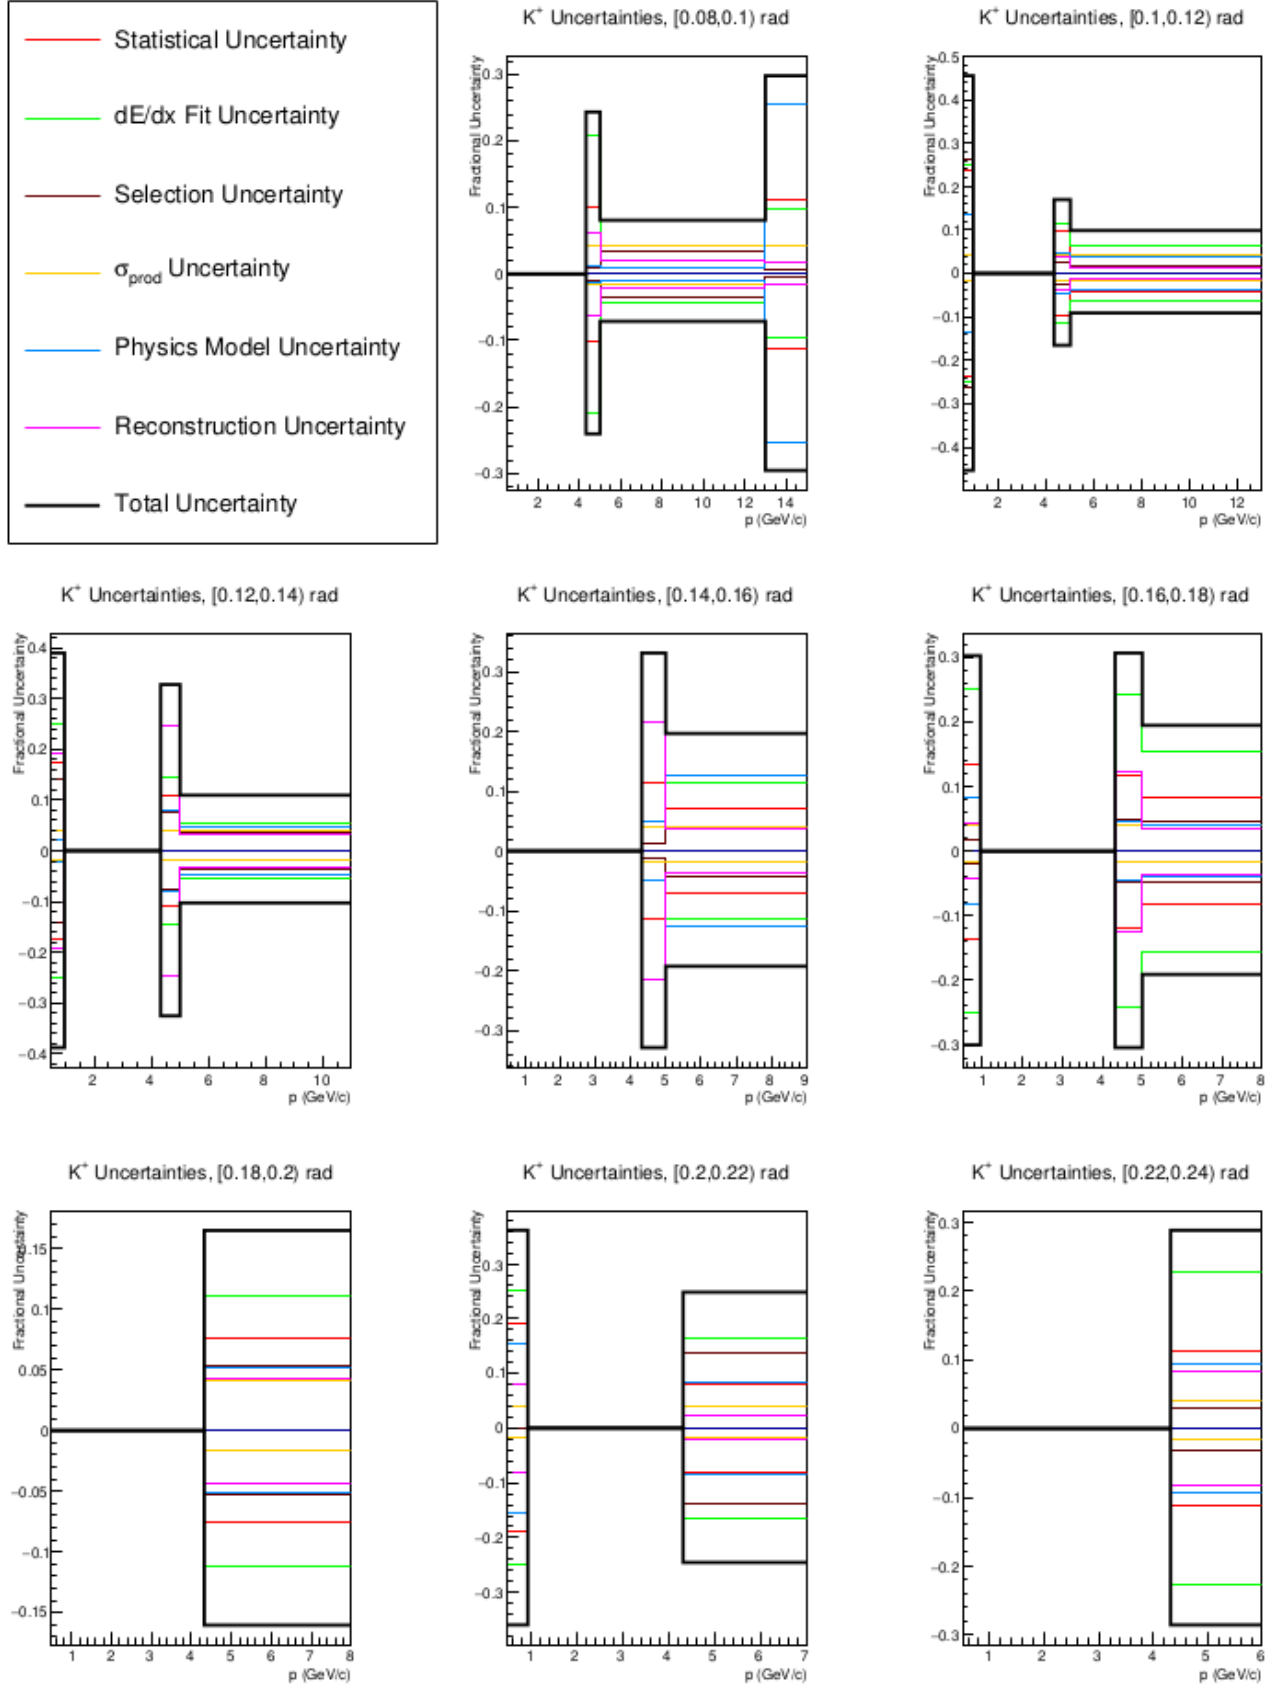 Statistical Uncertainty
dE/dx Fit Uncertainty
Selection Uncertainty
σprod Uncertainty
Physics Model Uncertainty
Reconstruction Uncertainty
Total Uncertainty
K+ Uncertainties, [0.08,0.1) rad
Fractional Uncertainty
0.3
0.2
0.1
0
−0.1
−0.2
−0.3
2 4 6 8 10 12 14
p (GeV/c)
K+ Uncertainties, [0.1,0.12) rad
Fractional Uncertainty
0.5
0.4
0.3
0.2
0.1
0
−0.1
−0.2
−0.3
−0.4
2 4 6 8 10 12
p (GeV/c)
K+ Uncertainties, [0.12,0.14) rad
Fractional Uncertainty
0.4
0.3
0.2
0.1
0
−0.1
−0.2
−0.3
−0.4
2 4 6 8 10
p (GeV/c)
K+ Uncertainties, [0.14,0.16) rad
Fractional Uncertainty
0.3
0.2
0.1
0
−0.1
−0.2
−0.3
1 2 3 4 5 6 7 8 9
p (GeV/c)
K+ Uncertainties, [0.16,0.18) rad
Fractional Uncertainty
0.3
0.2
0.1
0
−0.1
−0.2
−0.3
1 2 3 4 5 6 7 8
p (GeV/c)
K+ Uncertainties, [0.18,0.2) rad
Fractional Uncertainty
0.15
0.1
0.05
0
−0.05
−0.1
−0.15
1 2 3 4 5 6 7 8
p (GeV/c)
K+ Uncertainties, [0.2,0.22) rad
Fractional Uncertainty
0.3
0.2
0.1
0
−0.1
−0.2
−0.3
1 2 3 4 5 6 7
p (GeV/c)
K+ Uncertainties, [0.22,0.24) rad
Fractional Uncertainty
0.3
0.2
0.1
0
−0.1
−0.2
−0.3
1 2 3 4 5 6
p (GeV/c)